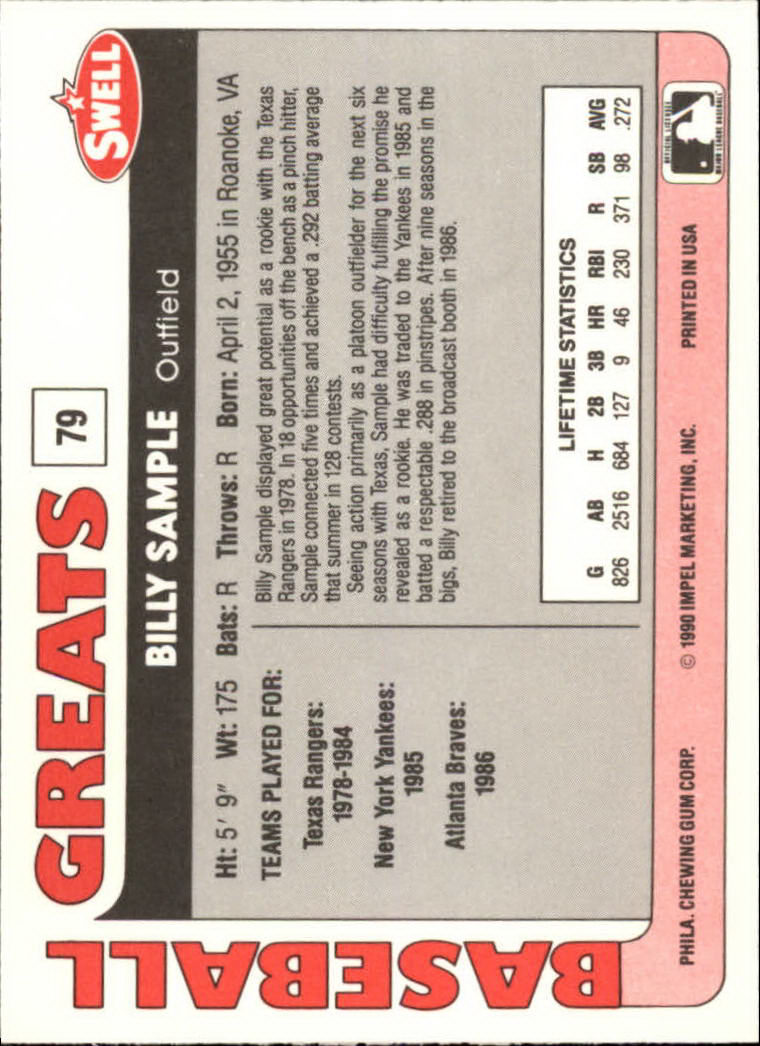 BASEBALL
GREATS
79
SWELL
BILLY SAMPLE Outfield
Ht: 5' 9" Wt: 175 Bats: R Throws: R Born: April 2, 1955 in Roanoke, VA
TEAMS PLAYED FOR:
Texas Rangers:
1978-1984
New York Yankees:
1985
Atlanta Braves:
1986
Billy Sample displayed great potential as a rookie with the Texas
Rangers in 1978. In 18 opportunities off the bench as a pinch hitter,
Sample connected five times and achieved a .292 batting average
that summer in 128 contests.
Seeing action primarily as a platoon outfielder for the next six
seasons with Texas, Sample had difficulty fulfilling the promise he
revealed as a rookie. He was traded to the Yankees in 1985 and
batted a respectable .288 in pinstripes. After nine seasons in the
bigs, Billy retired to the broadcast booth in 1986.
LIFETIME STATISTICS
G AB H 2B 3B HR RBI R SB AVG
826 2516 684 127 9 46 230 371 98 .272
PHILA. CHEWING GUM CORP. © 1990 IMPEL MARKETING, INC. PRINTED IN USA
OFFICIAL LICENSEE
MAJOR LEAGUE BASEBALL